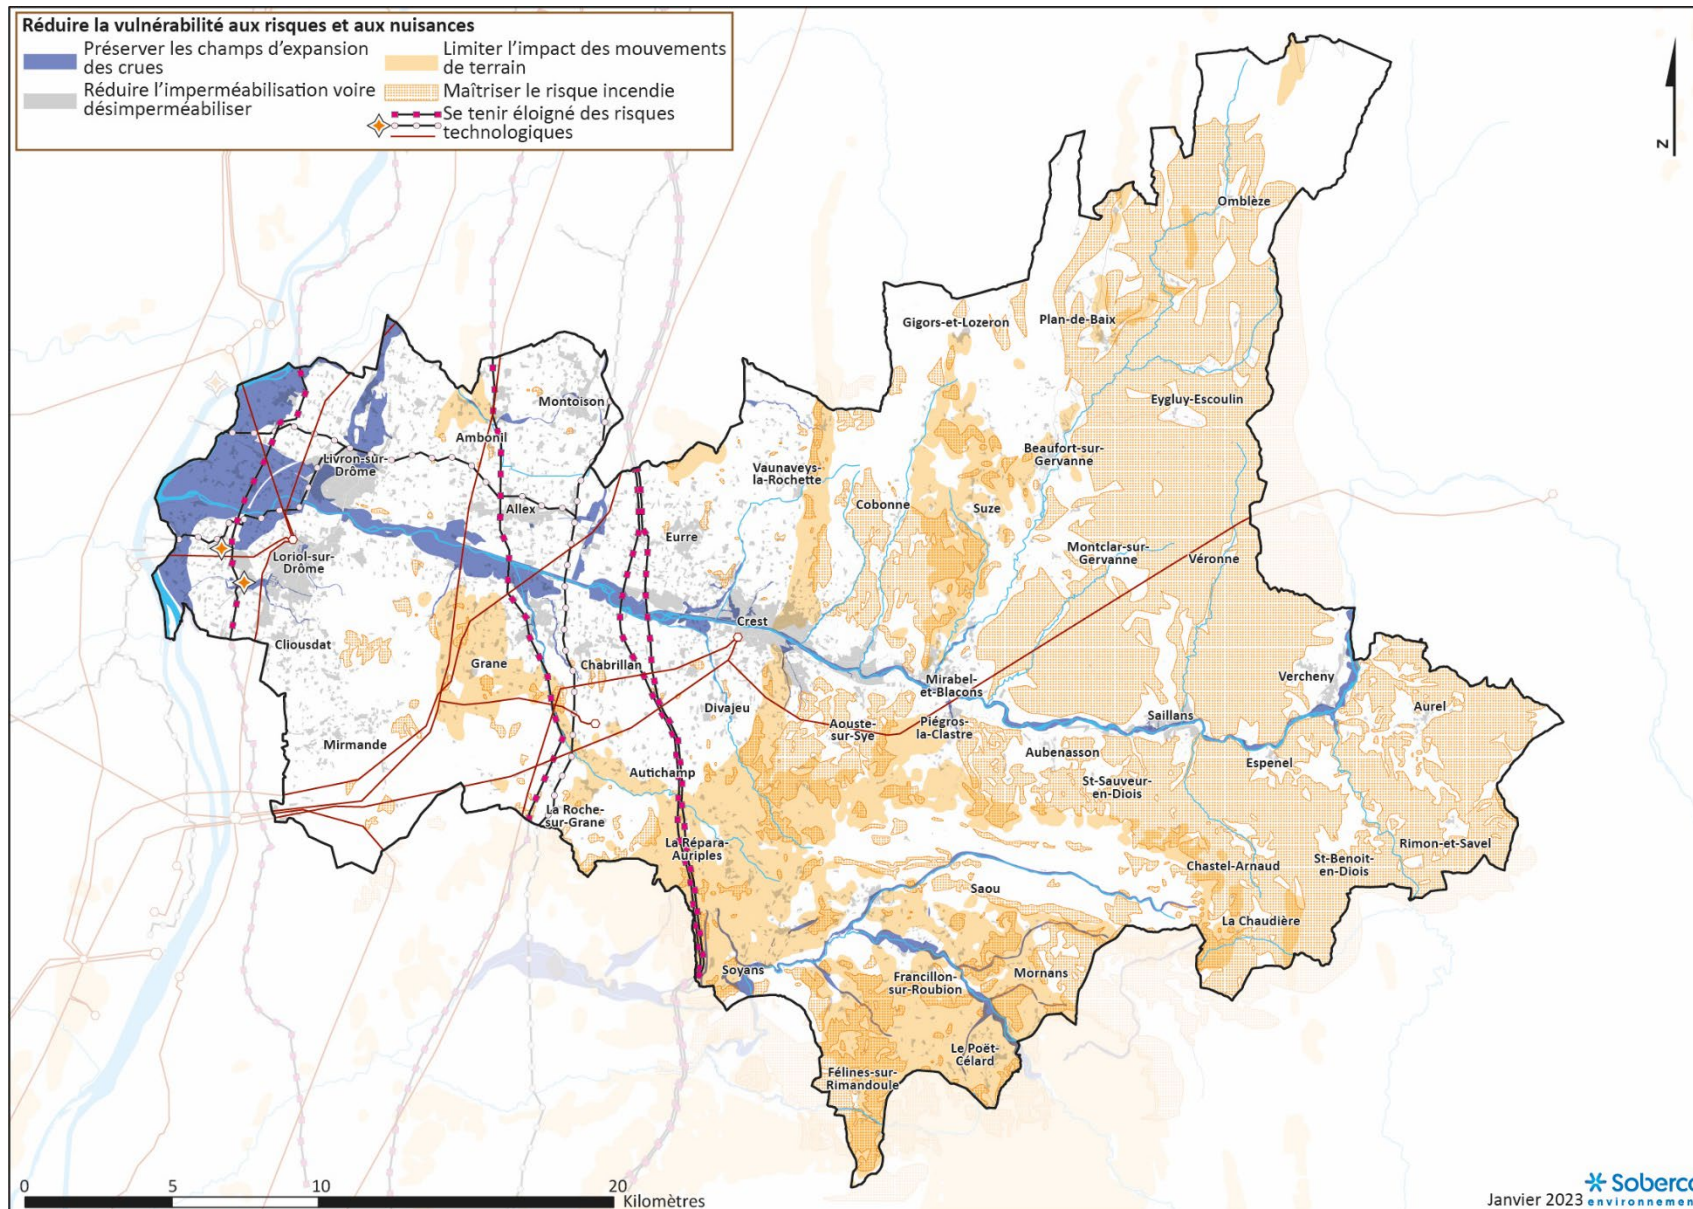 Réduire la vulnérabilité aux risques et aux nuisances
Préserver les champs d'expansion
des crues
Réduire l'imperméabilisation voire
désimperméabiliser
Limiter l'impact des mouvements
de terrain
Maîtriser le risque incendie
Se tenir éloigné des risques
technologiques
N
Omblèze
Gigors-et-Lozeron
Plan-de-Baix
Montoison
Eygluy-Escoulin
Ambonil
Livron-sur-
Drôme
Beaufort-sur-
Gervanne
Vaunaveys-
la-Rochette
Cobonne
Suze
Allex
Eurre
Loriol-sur-
Drôme
Montclar-sur-
Gervanne
Véronne
Crest
Cliousdat
Grane
Chabrillan
Mirabel-
et-Blacons
Vercheny
Divajeu
Aouste-
sur-Sye
Piégros-
la-Clastre
Saillans
Aurel
Mirmande
Aubenasson
Espenel
Autichamp
St-Sauveur-
en-Diois
La Roche-
sur-Grane
La Répara-
Auriples
Chastel-Arnaud
St-Benoit-
en-Diois
Rimon-et-Savel
Saou
La Chaudière
Soyans
Francillon-
sur-Roubion
Mornans
Le Poët-
Célard
Félines-sur-
Rimandoule
0 5 10 20
Kilomètres
Janvier 2023
Soberco
environnement